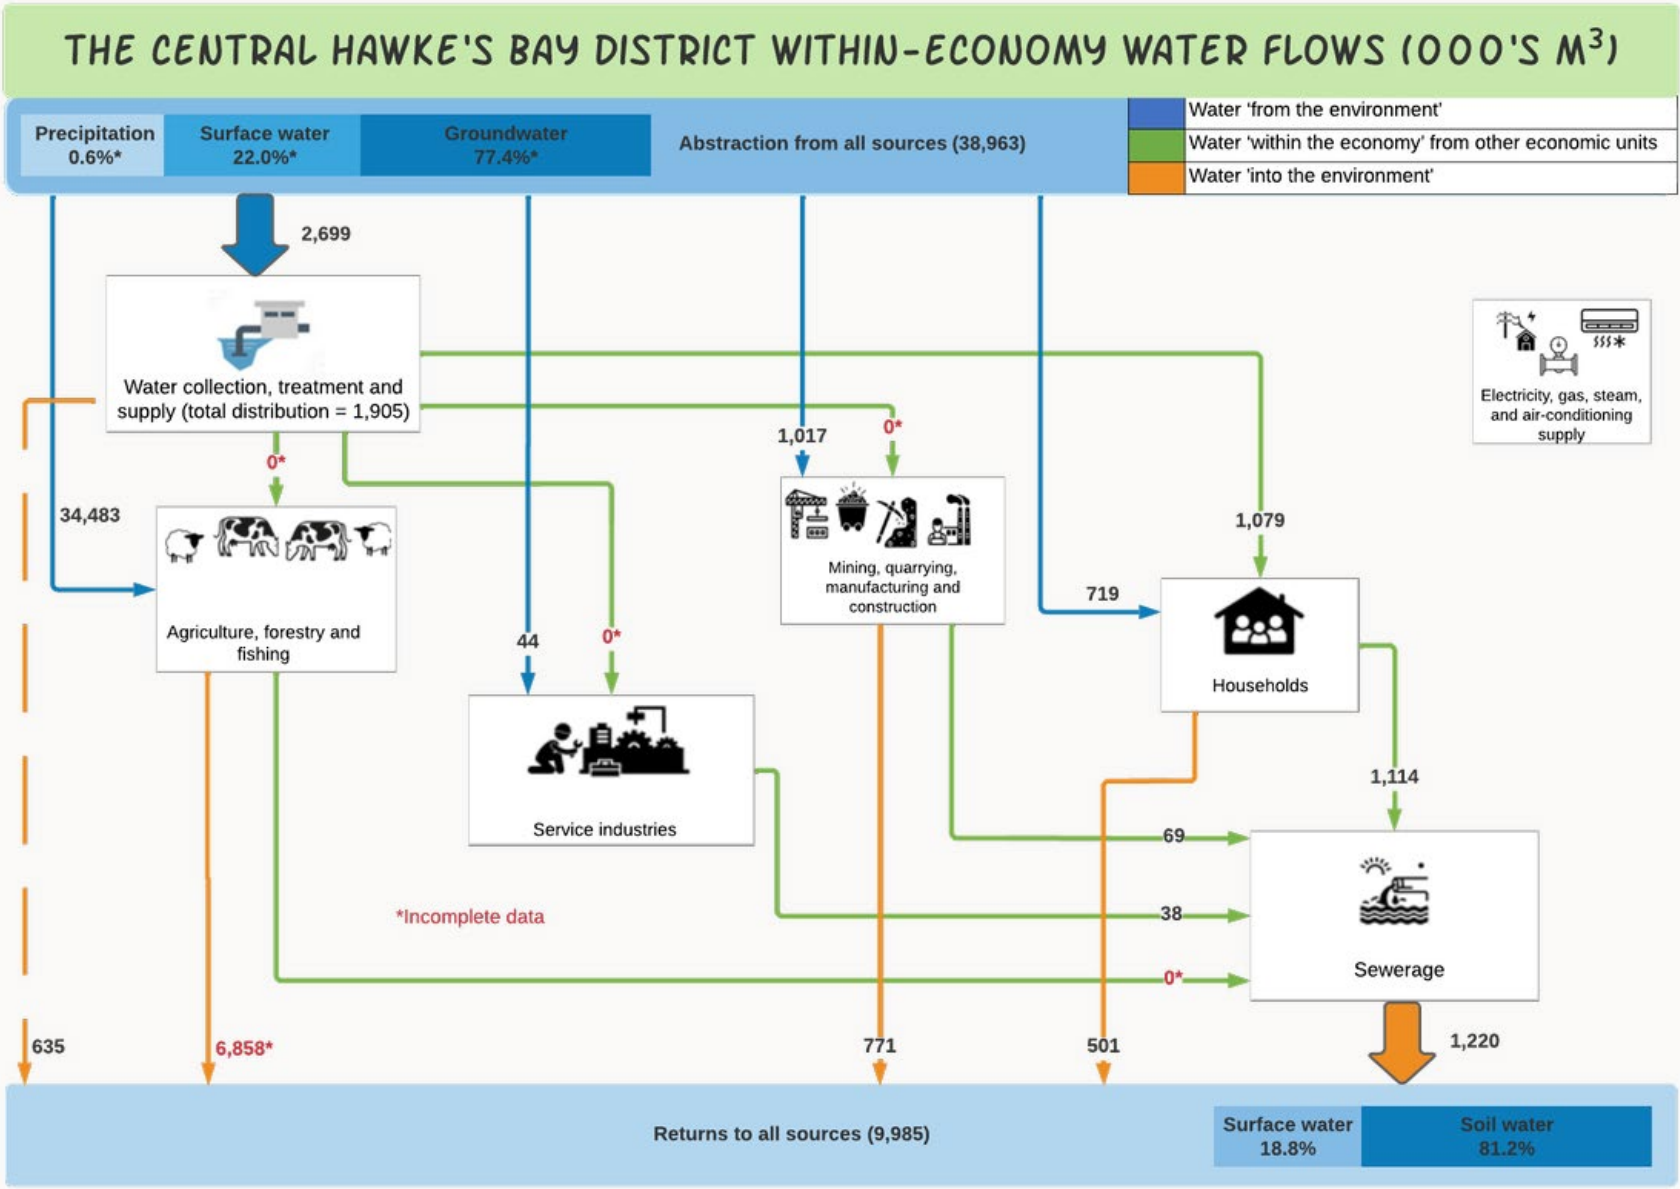 THE CENTRAL HAWKE'S BAY DISTRICT WITHIN-ECONOMY WATER FLOWS (000'S M³)
Precipitation
0.6%*
Surface water
22.0%*
Groundwater
77.4%*
Abstraction from all sources (38,963)
Water 'from the environment'
Water 'within the economy' from other economic units
Water 'into the environment'
2,699
Water collection, treatment and
supply (total distribution = 1,905)
Electricity, gas, steam,
and air-conditioning
supply
0*
1,017
0*
34,483
1,079
Mining, quarrying,
manufacturing and
construction
719
Agriculture, forestry and
fishing
44
0*
Households
1,114
Service industries
69
*Incomplete data
38
0*
Sewerage
635
6,858*
771
501
1,220
Returns to all sources (9,985)
Surface water
18.8%
Soil water
81.2%